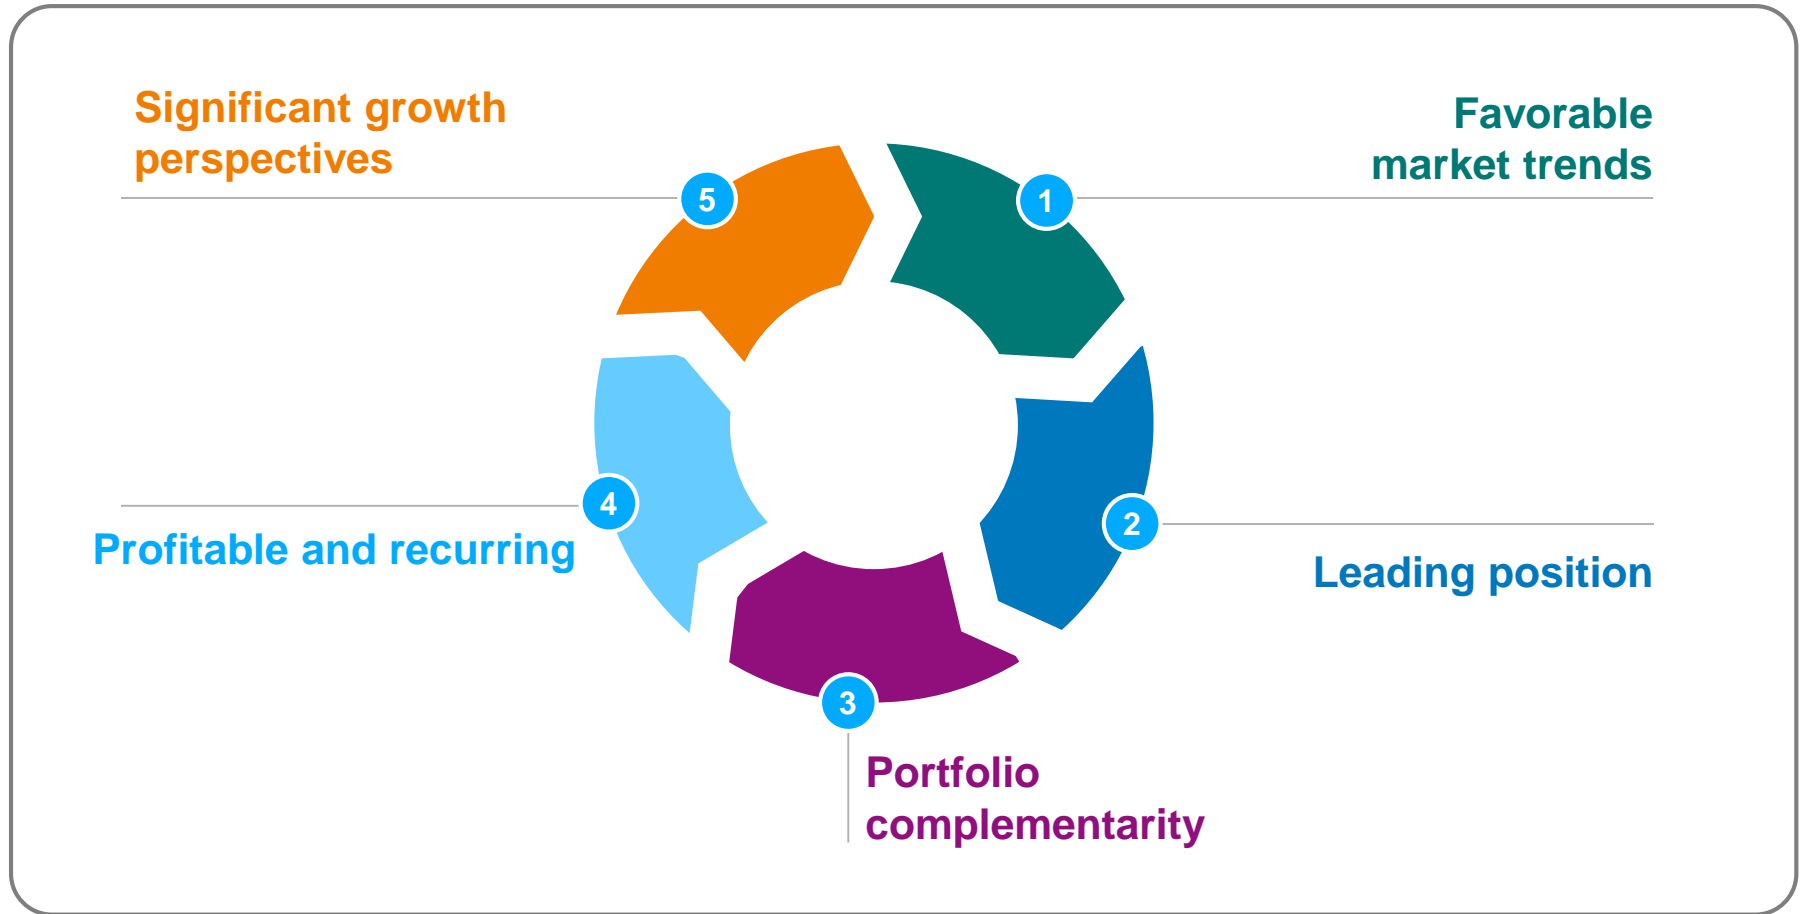 Significant growth
perspectives
5
Favorable
market trends
1
4
Profitable and recurring
2
Leading position
3
Portfolio
complementarity